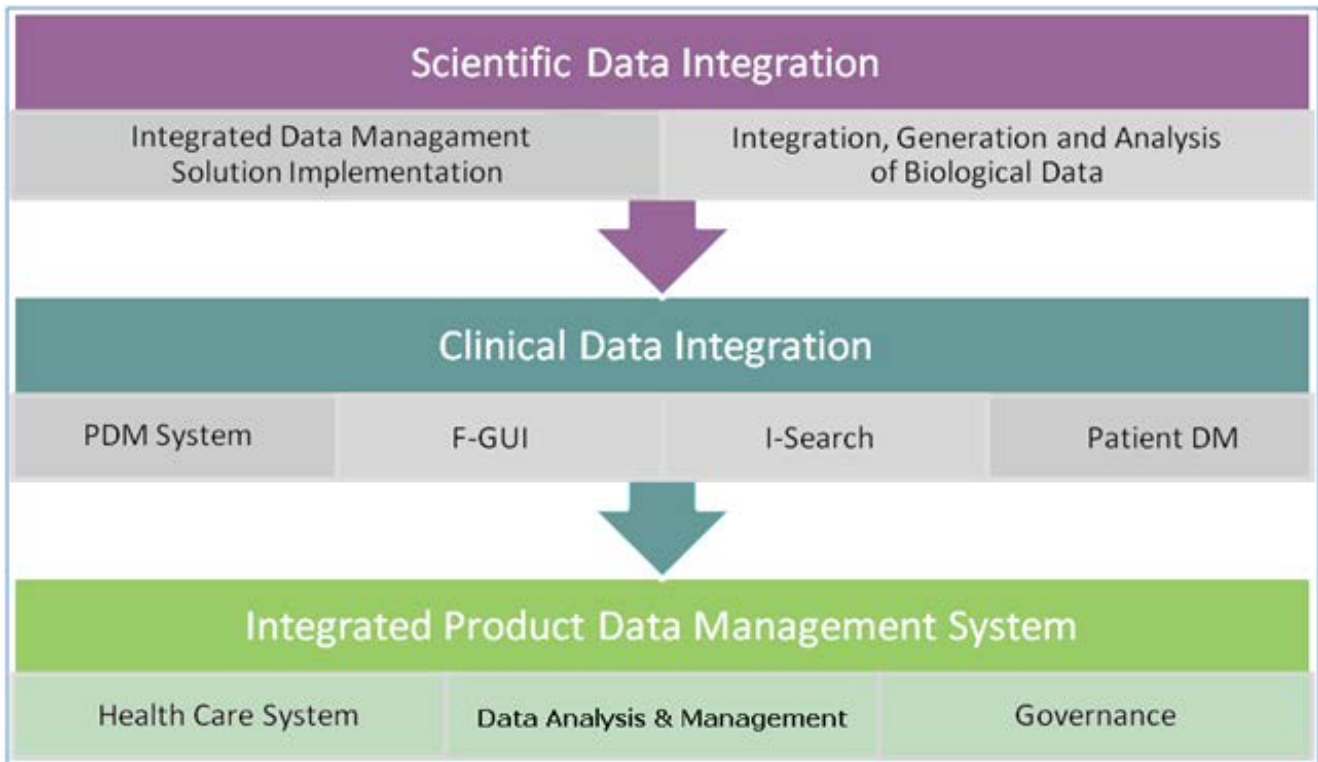 Scientific Data Integration
Integrated Data Managament
Solution Implementation
Integration, Generation and Analysis
of Biological Data
Clinical Data Integration
PDM System
F-GUI
I-Search
Patient DM
Integrated Product Data Management System
Health Care System
Data Analysis & Management
Governance